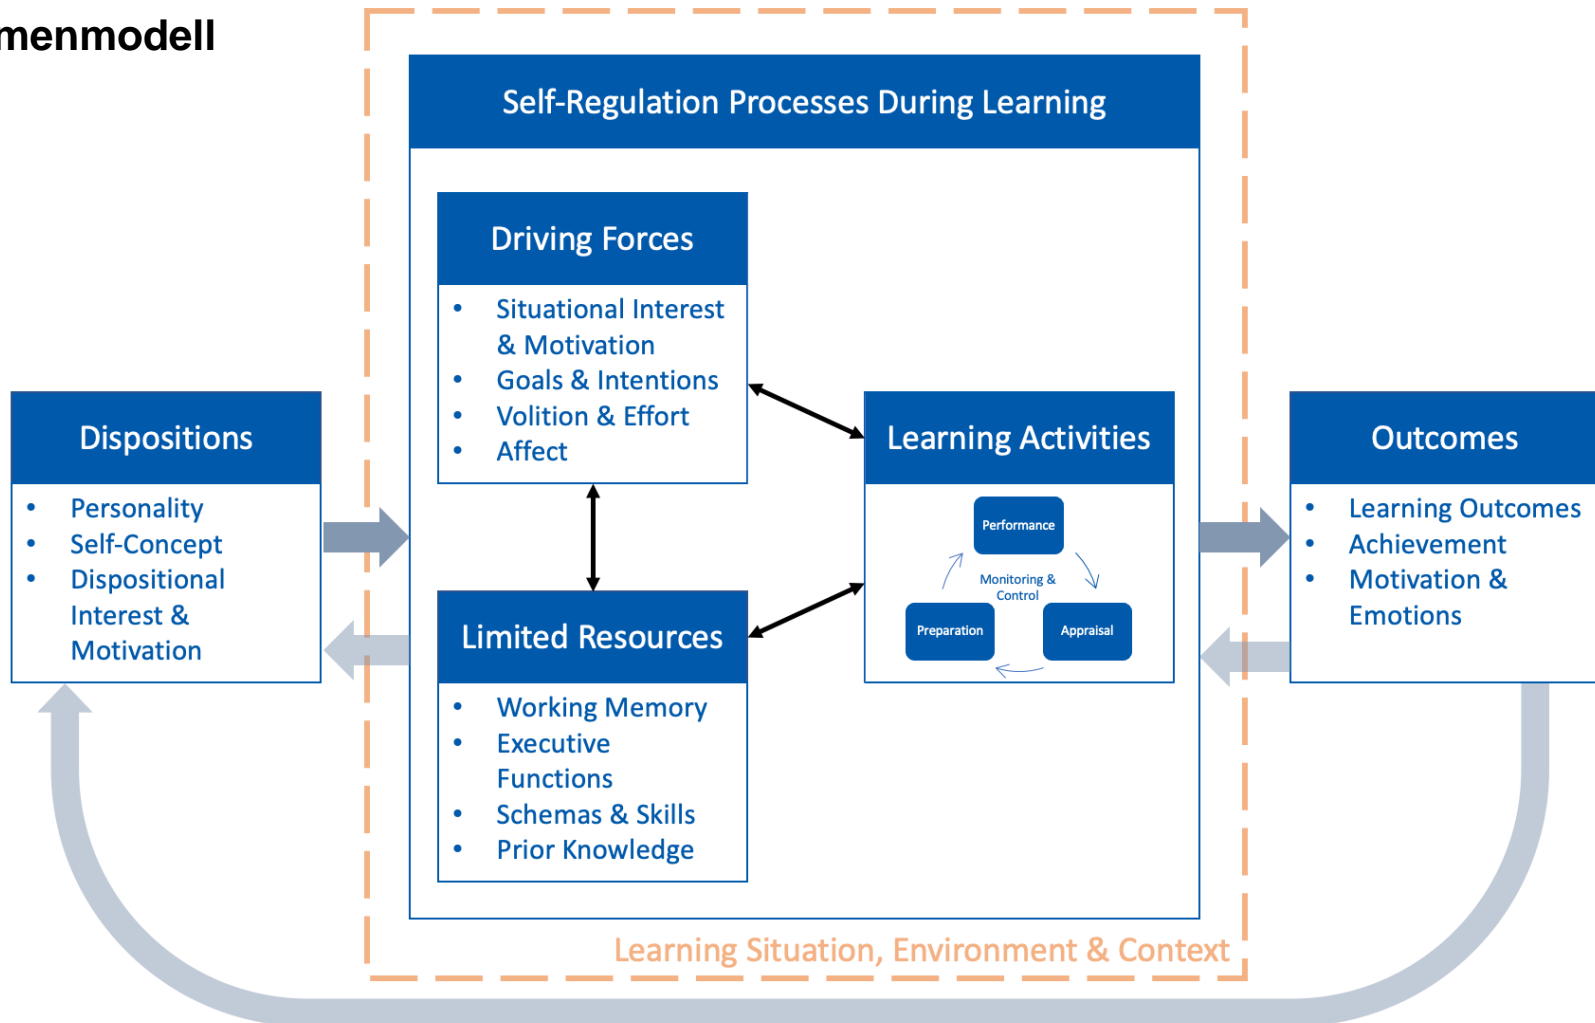 menmodell
Self-Regulation Processes During Learning
Driving Forces
• Situational Interest
& Motivation
• Goals & Intentions
• Volition & Effort
• Affect
Dispositions
• Personality
• Self-Concept
• Dispositional
Interest &
Motivation
Limited Resources
• Working Memory
• Executive
Functions
• Schemas & Skills
• Prior Knowledge
Learning Activities
Performance
Monitoring &
Control
Preparation
Appraisal
Outcomes
• Learning Outcomes
• Achievement
• Motivation &
Emotions
Learning Situation, Environment & Context